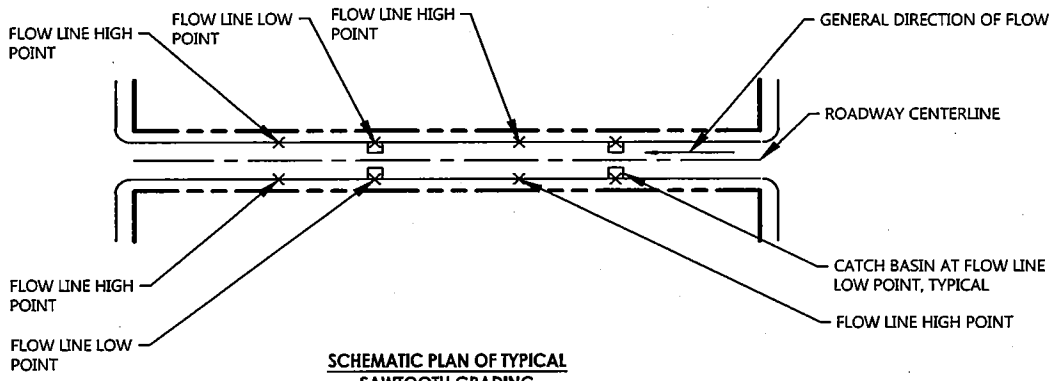 FLOW LINE HIGH
POINT
FLOW LINE LOW
POINT
FLOW LINE HIGH
POINT
GENERAL DIRECTION OF FLOW
ROADWAY CENTERLINE
FLOW LINE HIGH
POINT
FLOW LINE LOW
POINT
CATCH BASIN AT FLOW LINE
LOW POINT, TYPICAL
FLOW LINE HIGH POINT
SCHEMATIC PLAN OF TYPICAL
SAWTOOTH GRADING